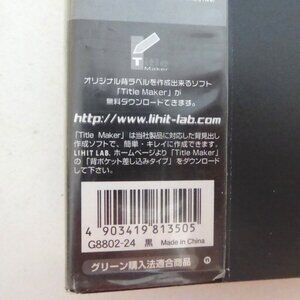 Title
Maker
オリジナル背ラベルを作成出来るソフト
「Title Maker」が
無料ダウンロードできます。
http://www.lihit-lab.com
「Title Maker」は当社製品に対応した背見出し
作成ソフトで、簡単・キレイに作成できます。
LIHIT LAB. ホームページより「Title Maker」
の「背ポケット差し込みタイプ」をダウンロード
して下さい。
4 903419 813505
G8802-24 黒 Made in China
グリーン購入法適合商品